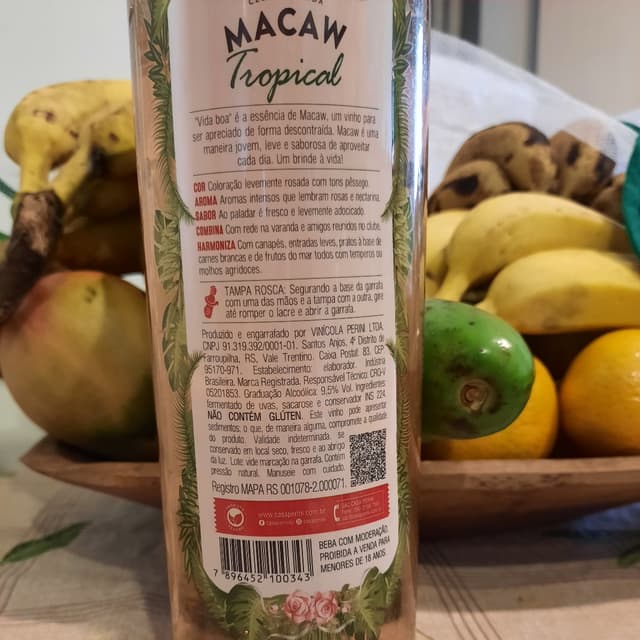 MACAW
Tropical
"Vida boa" é a essência de Macaw, um vinho para
ser apreciado de forma descontraída. Macaw é uma
maneira jovem, leve e saborosa de aproveitar
cada dia. Um brinde à vida!
COR Coloração levemente rosada com tons pêssego.
AROMA Aromas intensos que lembram rosas e nectarina.
SABOR Ao paladar é fresco e levemente adocicado.
COMBINA Com rede na varanda e amigos reunidos no clube.
HARMONIZA Com canapés, entradas leves, pratos à base de
carnes brancas e de frutos do mar todos com temperos ou
molhos agridoces.
TAMPA ROSCA: Segurando a base da garrafa
com uma das mãos e a tampa com a outra, gire
até romper o lacre e abrir a garrafa.
Produzido e engarrafado por VINÍCOLA PERINI LTDA.
CNPJ 91.319.392/0001-01. Santos Anjos, 4º Distrito de
Farroupilha, RS, Vale Trentino. Caixa Postal: 83. CEP
95170-971. Estabelecimento: elaborador. Indústria
Brasileira. Marca Registrada. Responsável Técnico: CRQ-V
05201853. Graduação Alcoólica: 9,5% Vol. Ingredientes:
fermentado de uvas, sacarose e conservador INS 224.
NÃO CONTÉM GLÚTEN. Este vinho pode apresentar
sedimentos; o que, de maneira alguma, compromete a qualidade
do produto. Validade indeterminada, se
conservado em local seco, fresco e ao abrigo
da luz. Lote: vide marcação na garrafa. Contém
pressão natural. Manuseie com cuidado.
Registro MAPA RS 001078-2.000071.
www.casaperini.com.br
SAC CASA PERINI
BEBA COM MODERAÇÃO.
PROIBIDA A VENDA PARA
MENORES DE 18 ANOS.
7 896452 100343